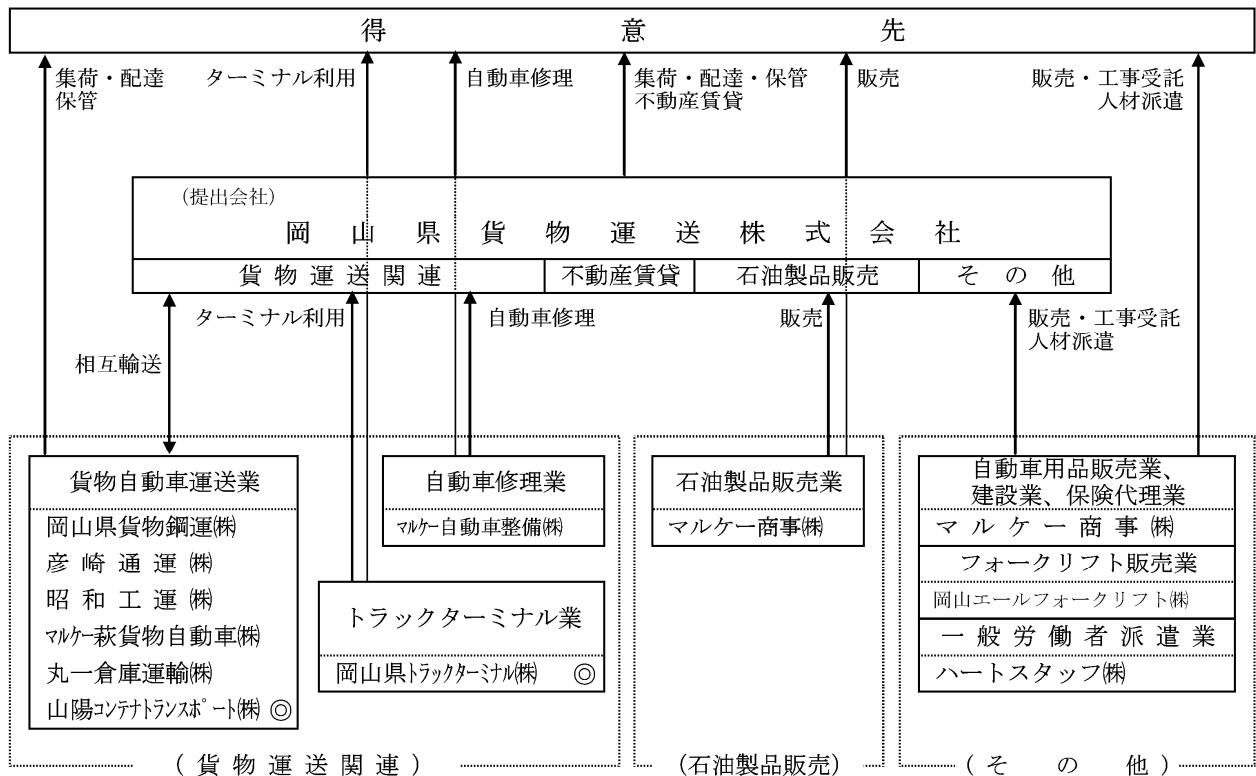 得意先
集荷・配達
保管
ターミナル利用
自動車修理
集荷・配達・保管
不動産賃貸
販売
販売・工事受託
人材派遣
(提出会社)
岡山県貨物運送株式会社
貨物運送関連
不動産賃貸
石油製品販売
その他
相互輸送
ターミナル利用
自動車修理
販売
販売・工事受託
人材派遣
貨物自動車運送業
岡山県貨物鋼運㈱
彦崎通運㈱
昭和工運㈱
マルケー萩貨物自動車㈱
丸一倉庫運輸㈱
山陽コンテナトランスポート㈱ ◎
自動車修理業
マルケー自動車整備㈱
トラックターミナル業
岡山県トラックターミナル㈱ ◎
(貨物運送関連)
石油製品販売業
マルケー商事㈱
(石油製品販売)
自動車用品販売業、
建設業、保険代理業
マルケー商事㈱
フォークリフト販売業
岡山エールフォークリフト㈱
一般労働者派遣業
ハートスタッフ㈱
(その他)